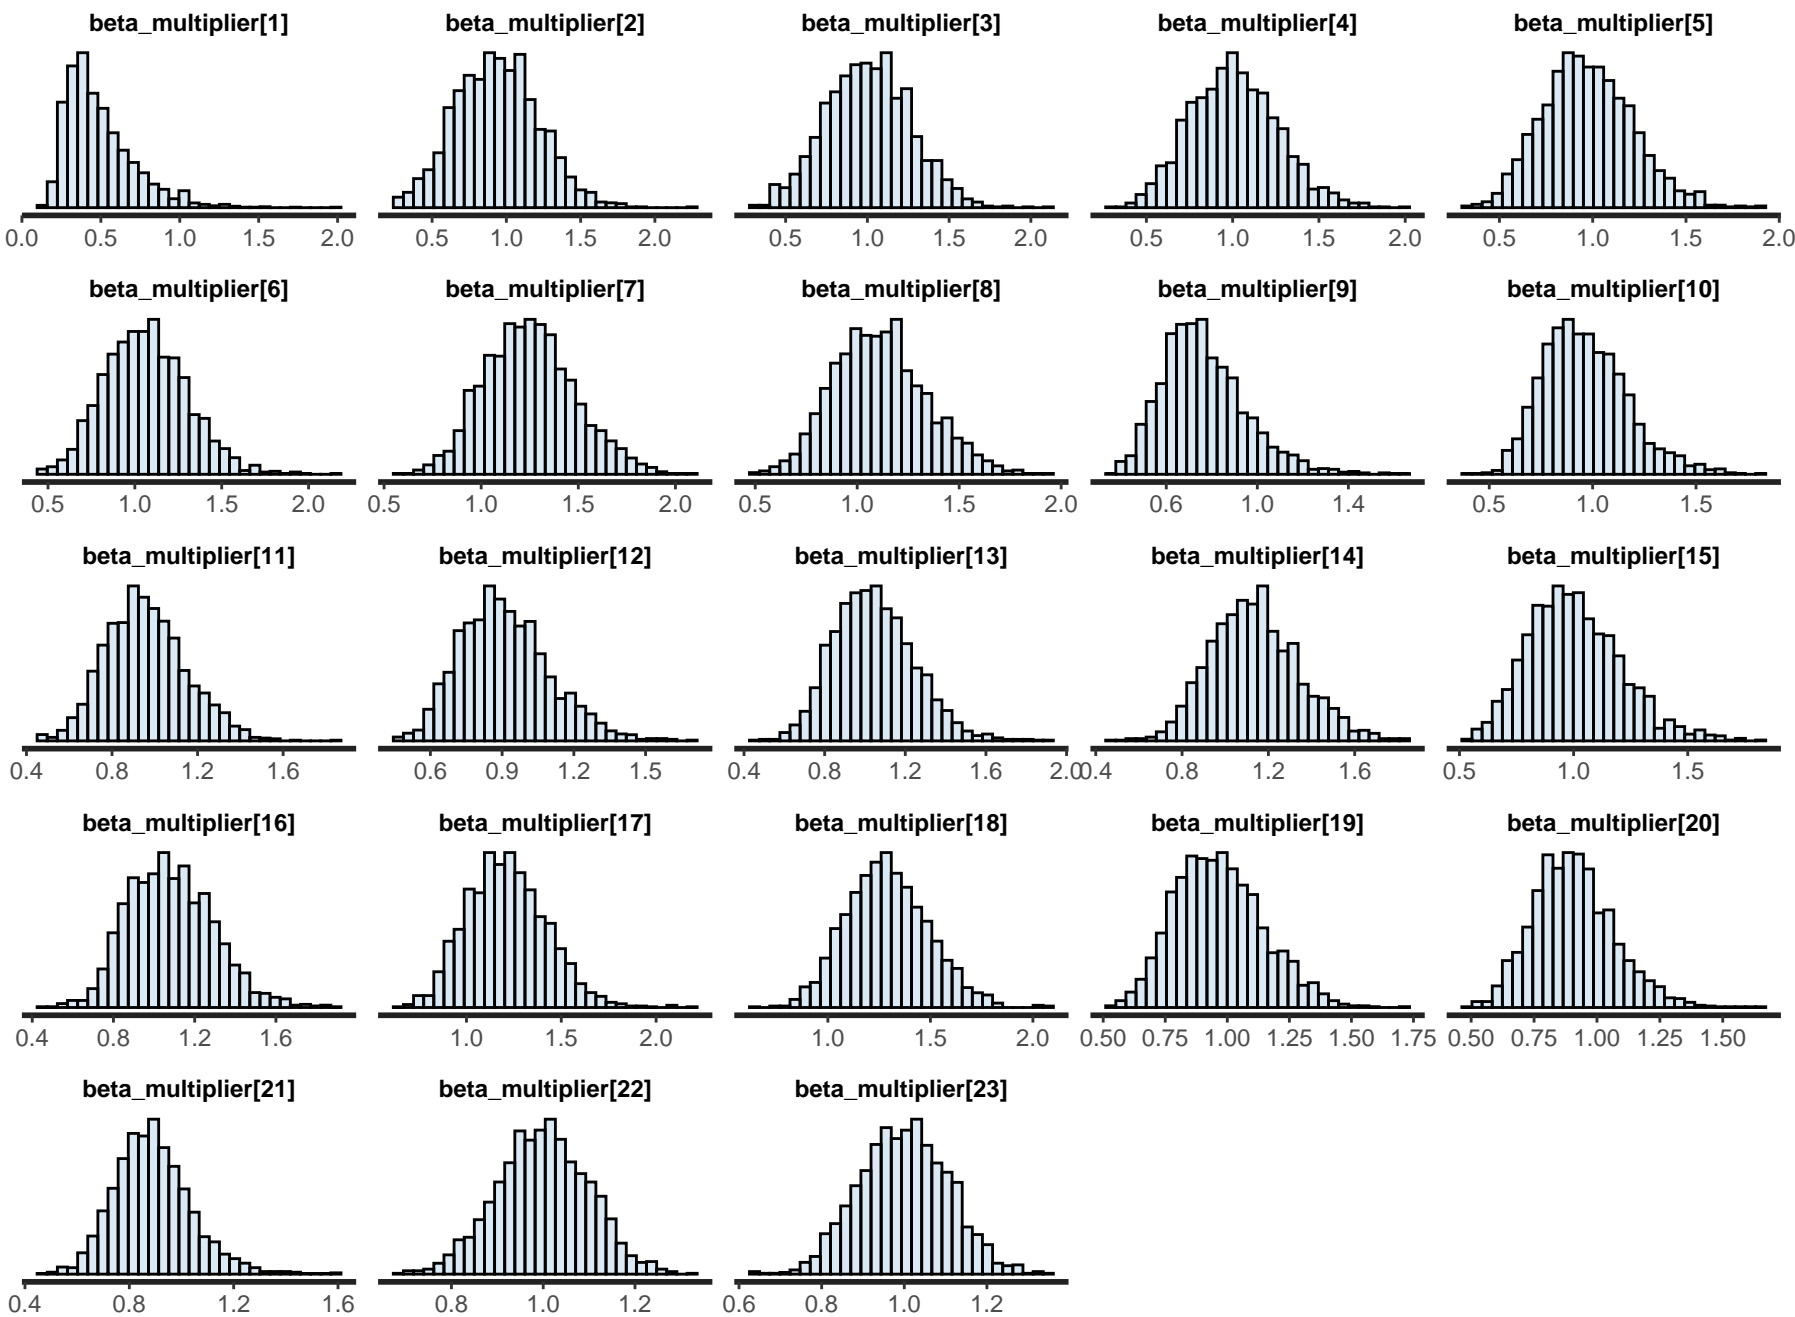 beta_multiplier[1] beta_multiplier[2] beta_multiplier[3] beta_multiplier[4] beta_multiplier[5]
0.0 0.5 1.0 1.5 2.0 0.5 1.0 1.5 2.0 0.5 1.0 1.5 2.0 0.5 1.0 1.5 2.0 0.5 1.0 1.5 2.0
beta_multiplier[6] beta_multiplier[7] beta_multiplier[8] beta_multiplier[9] beta_multiplier[10]
0.5 1.0 1.5 2.0 0.5 1.0 1.5 2.0 0.5 1.0 1.5 2.0 0.6 1.0 1.4 0.5 1.0 1.5
beta_multiplier[11] beta_multiplier[12] beta_multiplier[13] beta_multiplier[14] beta_multiplier[15]
0.4 0.8 1.2 1.6 0.6 0.9 1.2 1.5 0.4 0.8 1.2 1.6 2.0 0.4 0.8 1.2 1.6 0.5 1.0 1.5
beta_multiplier[16] beta_multiplier[17] beta_multiplier[18] beta_multiplier[19] beta_multiplier[20]
0.4 0.8 1.2 1.6 1.0 1.5 2.0 1.0 1.5 2.0 0.50 0.75 1.00 1.25 1.50 1.75 0.50 0.75 1.00 1.25 1.50
beta_multiplier[21] beta_multiplier[22] beta_multiplier[23]
0.4 0.8 1.2 1.6 0.8 1.0 1.2 0.6 0.8 1.0 1.2